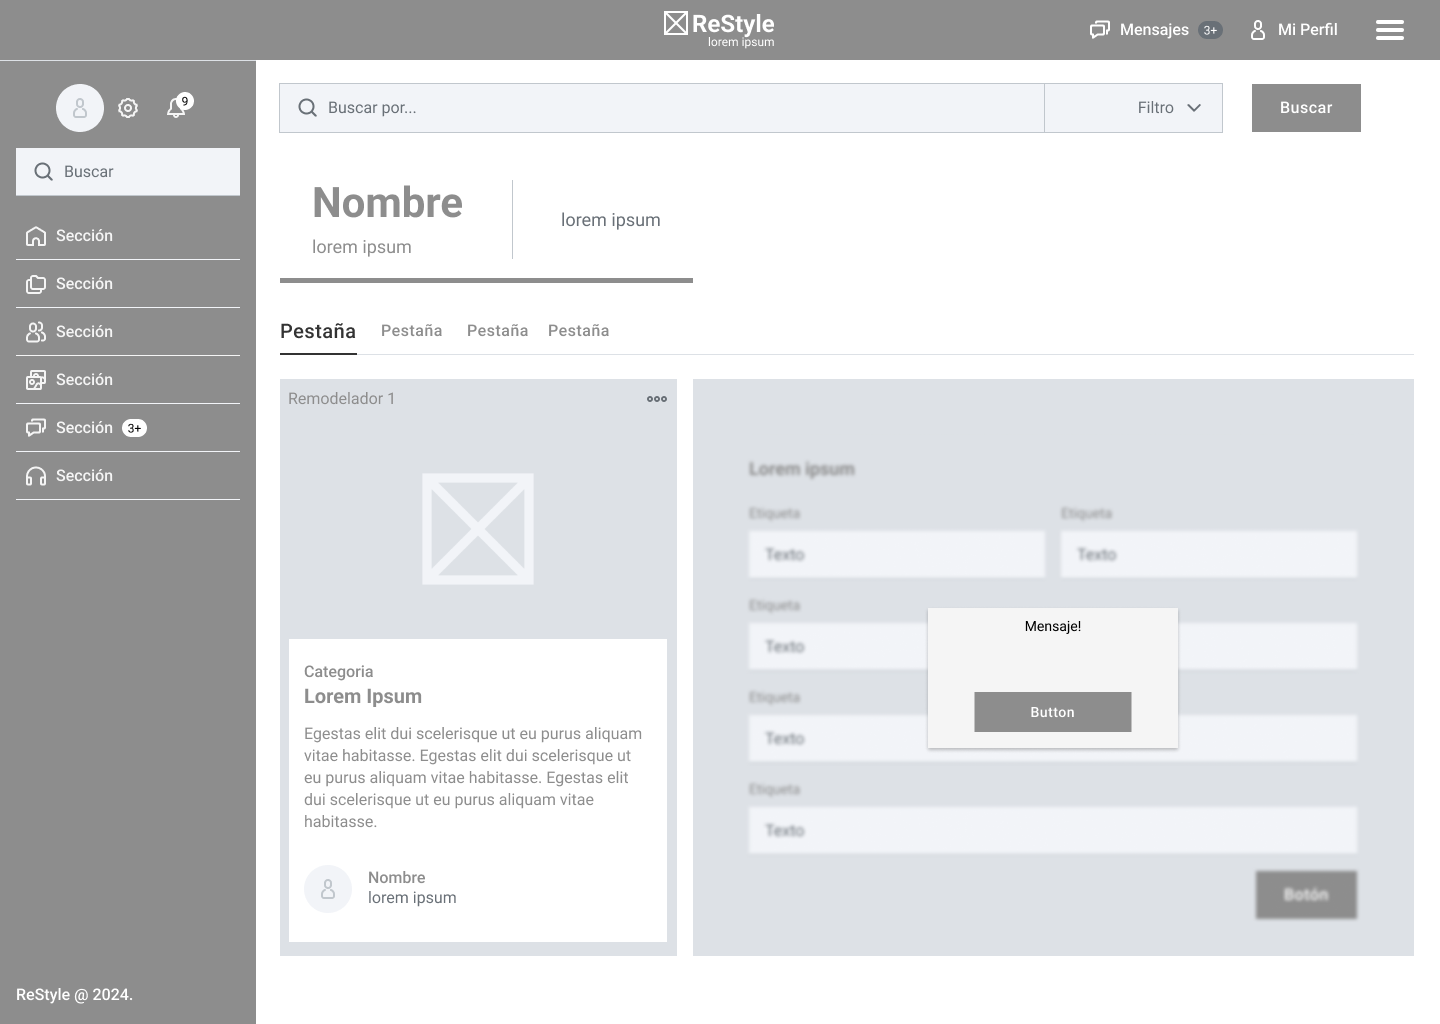 ReStyle
lorem ipsum
Mensajes 3+
Mi Perfil
9
Buscar
Sección
Sección
Sección
Sección
Sección 3+
Sección
ReStyle @ 2024.
Buscar por...
Filtro
Buscar
Nombre
lorem ipsum
lorem ipsum
Pestaña Pestaña Pestaña Pestaña
Remodelador 1
Categoria
Lorem Ipsum
Egestas elit dui scelerisque ut eu purus aliquam
vitae habitasse. Egestas elit dui scelerisque ut
eu purus aliquam vitae habitasse. Egestas elit
dui scelerisque ut eu purus aliquam vitae
habitasse.
Nombre
lorem ipsum
Lorem ipsum
Etiqueta Etiqueta
Texto Texto
Etiqueta
Texto
Etiqueta
Texto
Etiqueta
Texto
Botón
Mensaje!
Button